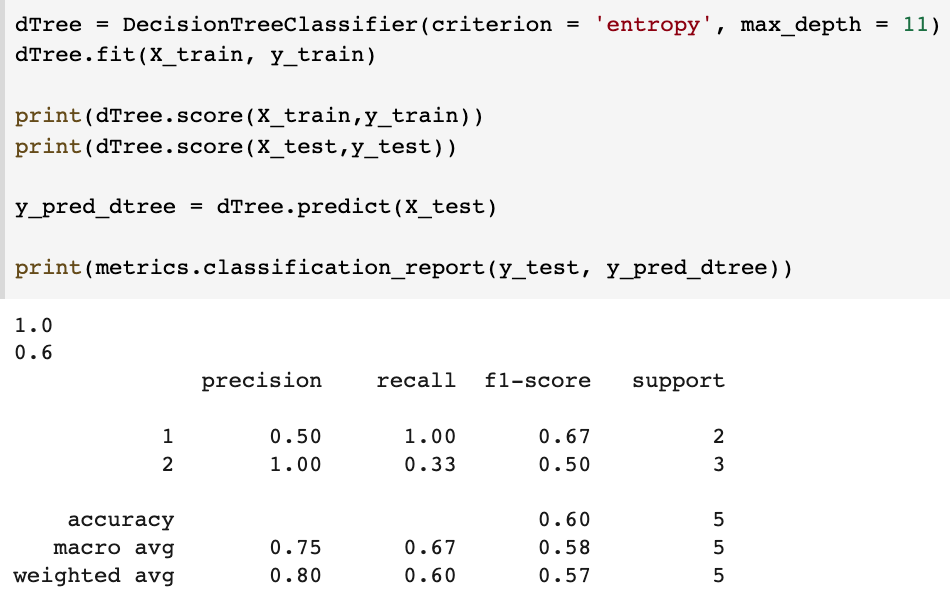 dTree = DecisionTreeClassifier(criterion = 'entropy', max_depth = 11)
dTree.fit(X_train, y_train)
print(dTree.score(X_train,y_train))
print(dTree.score(X_test,y_test))
y_pred_dtree = dTree.predict(X_test)
print(metrics.classification_report(y_test, y_pred_dtree))
1.0
0.6
precision recall f1-score support
1 0.50 1.00 0.67 2
2 1.00 0.33 0.50 3
accuracy 0.60 5
macro avg 0.75 0.67 0.58 5
weighted avg 0.80 0.60 0.57 5